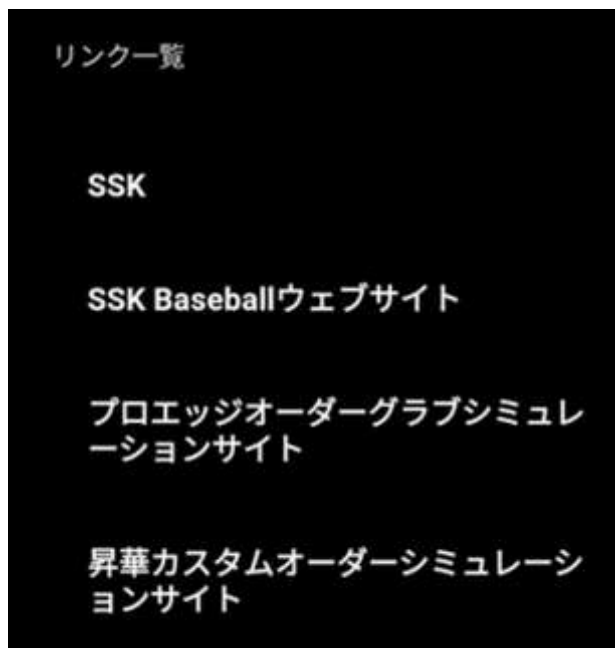 リンク一覧
SSK
SSK Baseballウェブサイト
プロエッジオーダーグラブシミュレ
ーションサイト
昇華カスタムオーダーシミュレーシ
ョンサイト